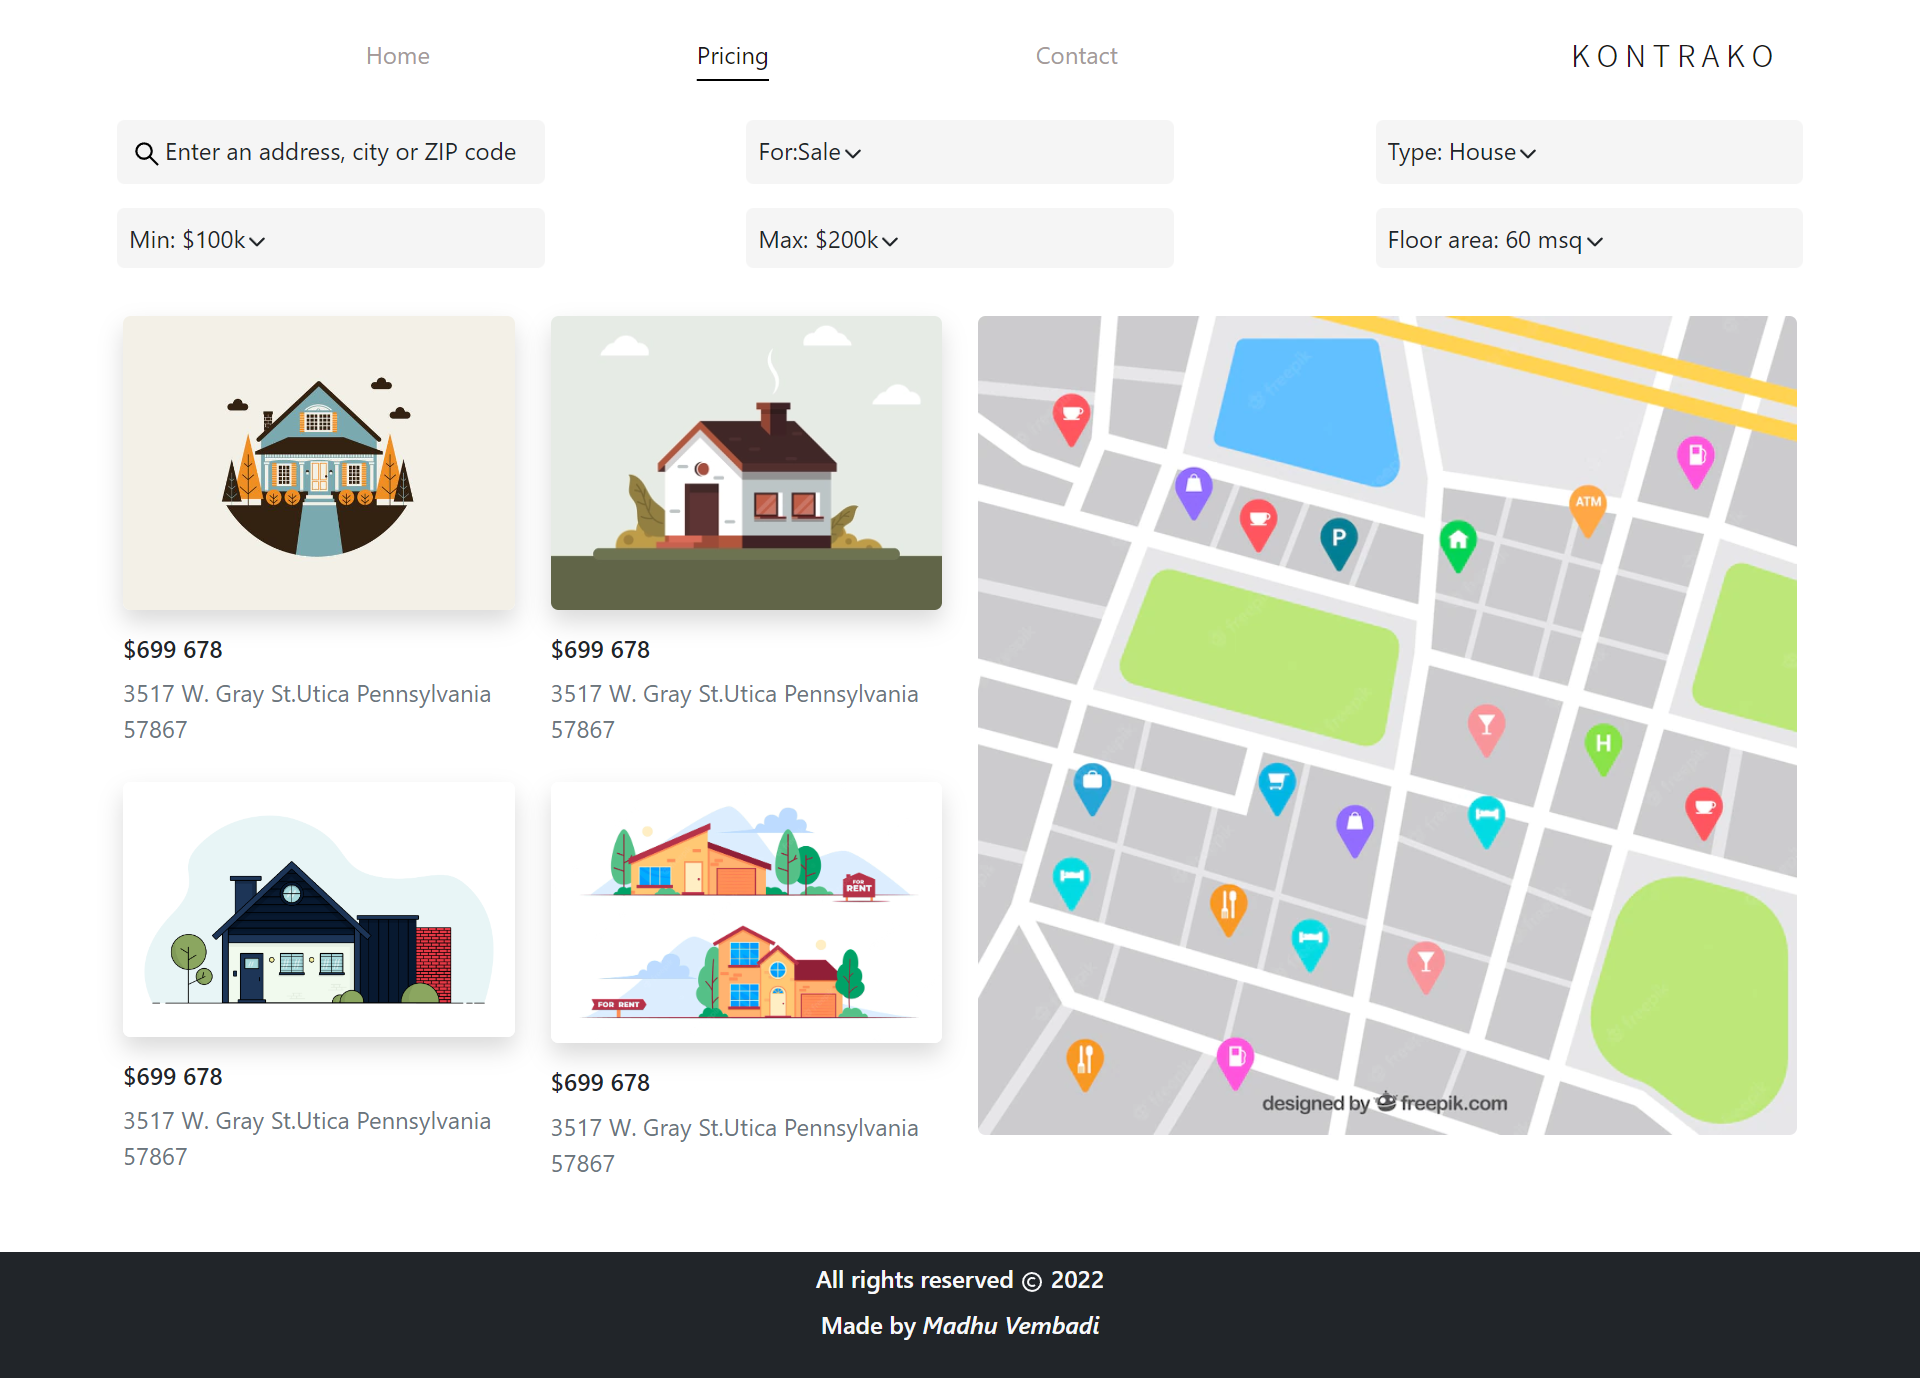 Home
Pricing
Contact
KONTRAKO
Enter an address, city or ZIP code
For:Sale
Type: House
Min: $100k
Max: $200k
Floor area: 60 msq
$699 678
3517 W. Gray St.Utica Pennsylvania
57867
$699 678
3517 W. Gray St.Utica Pennsylvania
57867
FOR
RENT
FOR RENT
$699 678
3517 W. Gray St.Utica Pennsylvania
57867
$699 678
3517 W. Gray St.Utica Pennsylvania
57867
ATM
P
H
designed by freepik.com
All rights reserved © 2022
Made by Madhu Vembadi